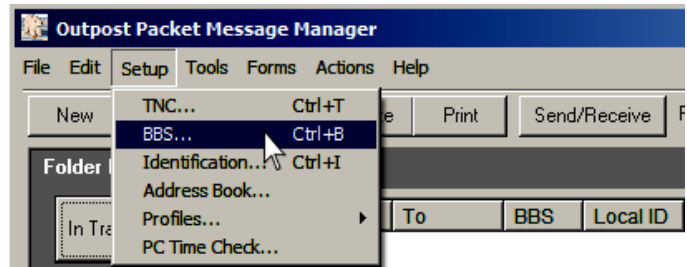 Outpost Packet Message Manager
File Edit Setup Tools Forms Actions Help
New Print Send/Receive
TNC... Ctrl+T
BBS... Ctrl+B
Identification... Ctrl+I
Address Book...
Profiles...
PC Time Check...
Folder
In Tra
To BBS Local ID